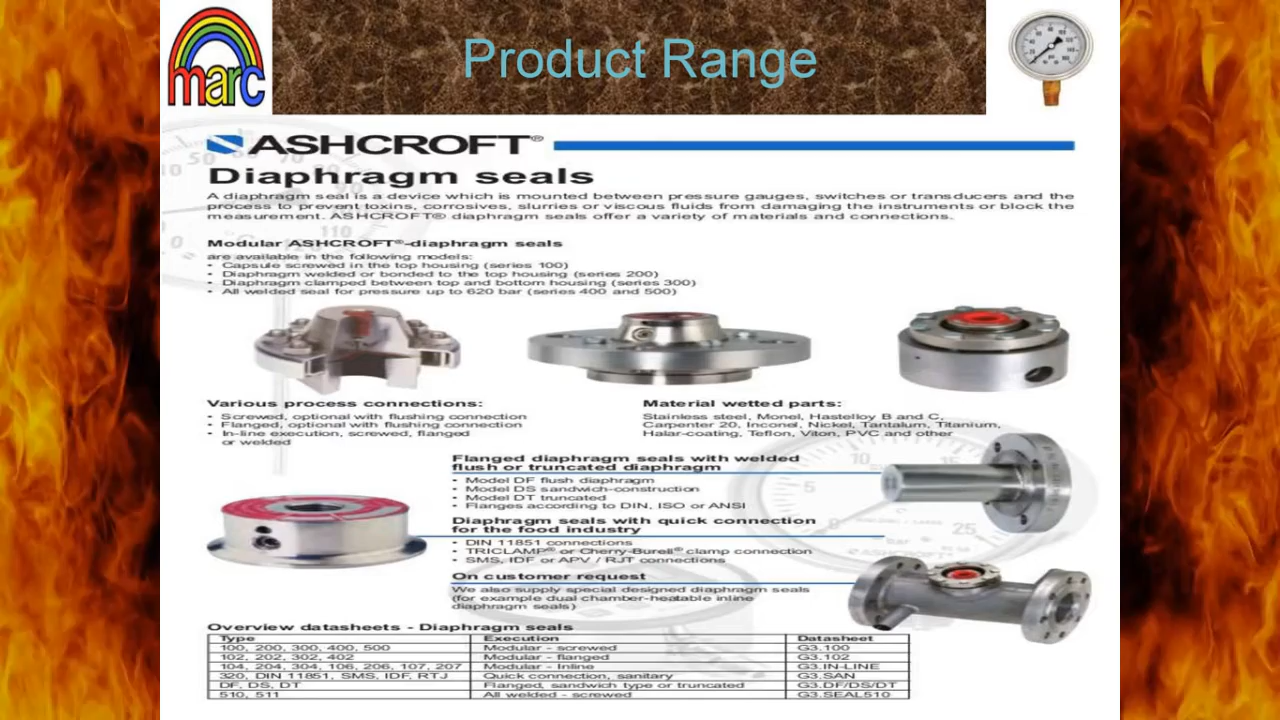 marc
Product Range
ASHCROFT®
Diaphragm seals
A diaphragm seal is a device which is mounted between pressure gauges, switches or transducers and the
process to prevent toxins, corrosives, slurries or viscous fluids from damaging the instruments or block the
measurement. ASHCROFT® diaphragm seals offer a variety of materials and connections.
Modular ASHCROFT®-diaphragm seals
are available in the following models:
• Capsule screwed in the top housing (series 100)
• Diaphragm welded or bonded to the top housing (series 200)
• Diaphragm clamped between top and bottom housing (series 300)
• All welded seal for pressure up to 620 bar (series 400 and 500)
Various process connections:
• Screwed, optional with flushing connection
• Flanged, optional with flushing connection
• In-line execution, screwed, flanged
or welded
Material wetted parts:
Stainless steel, Monel, Hastelloy B and C,
Carpenter 20, Inconel, Nickel, Tantalum, Titanium,
Halar-coating, Teflon, Viton, PVC and other
Flanged diaphragm seals with welded
flush or truncated diaphragm
• Model DF flush diaphragm
• Model DS sandwich-construction
• Model DT truncated
• Flanges according to DIN, ISO or ANSI
Diaphragm seals with quick connection
for the food industry
• DIN 11851 connections
• TRICLAMP® or Cherry-Burell® clamp connection
• SMS, IDF or APV / RJT connections
On customer request
We also supply special designed diaphragm seals
(for example dual chamber-heatable inline
diaphragm seals)
Overview datasheets - Diaphragm seals
Type Execution Datasheet
100, 200, 300, 400, 500 Modular - screwed G3.100
102, 202, 302, 402 Modular - flanged G3.102
104, 204, 304, 106, 206, 107, 207 Modular - Inline G3.IN-LINE
320, DIN 11851, SMS, IDF, RTJ Quick connection, sanitary G3.SAN
DF, DS, DT Flanged, sandwich type or truncated G3.DF/DS/DT
510, 511 All welded - screwed G3.SEAL510